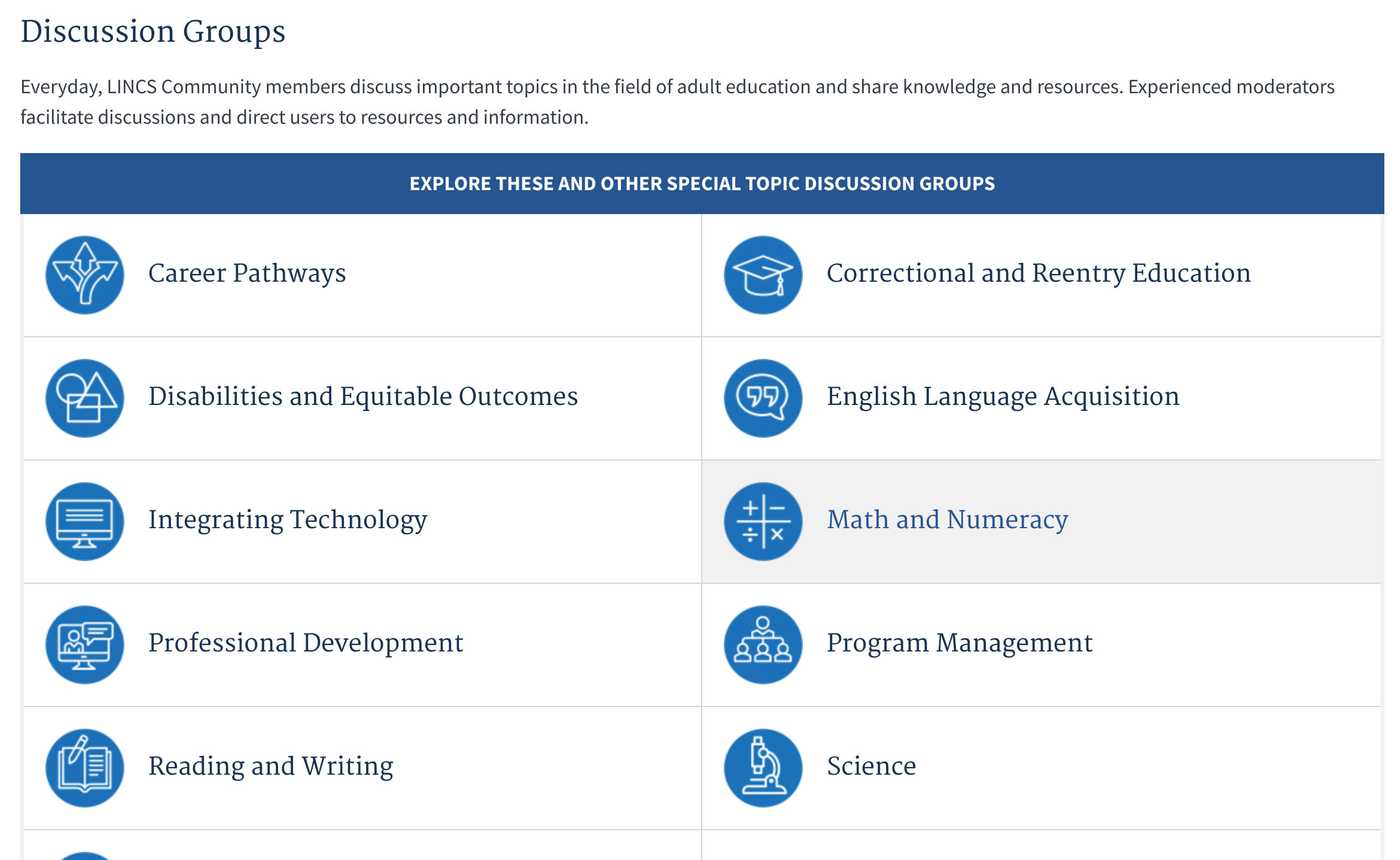 Discussion Groups
Everyday, LINCS Community members discuss important topics in the field of adult education and share knowledge and resources. Experienced moderators
facilitate discussions and direct users to resources and information.
EXPLORE THESE AND OTHER SPECIAL TOPIC DISCUSSION GROUPS
Career Pathways
Correctional and Reentry Education
Disabilities and Equitable Outcomes
English Language Acquisition
Integrating Technology
Math and Numeracy
Professional Development
Program Management
Reading and Writing
Science